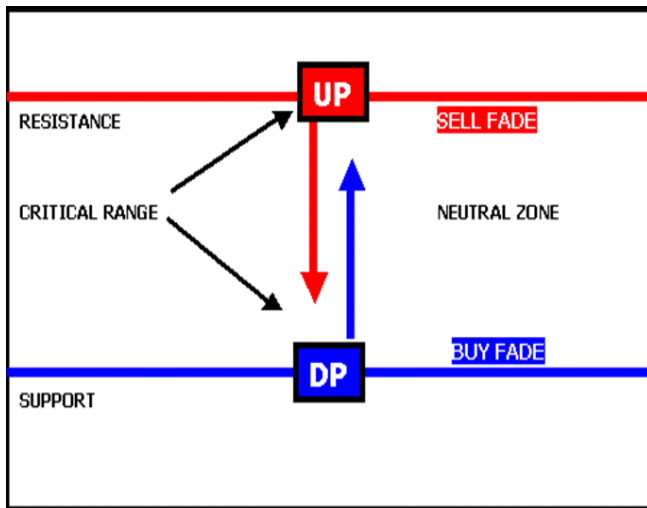 UP
RESISTANCE
SELL FADE
CRITICAL RANGE
NEUTRAL ZONE
BUY FADE
DP
SUPPORT